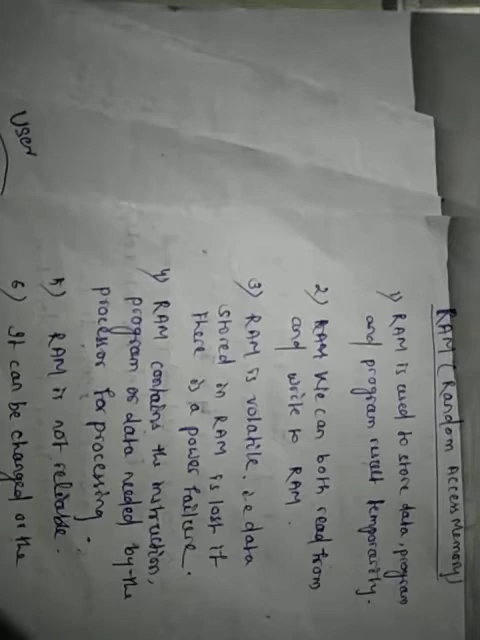 RAM (Random Access Memory)
1) RAM is used to store data, program
and program result temporarily.
2) We can both read from
and write to RAM.
3) RAM is volatile. i.e data
stored in RAM is lost if
there is a power failure.
4) RAM contains the instruction,
program or data needed by the
processor for processing.
5) RAM is not reliable.
6) It can be changed or the
User